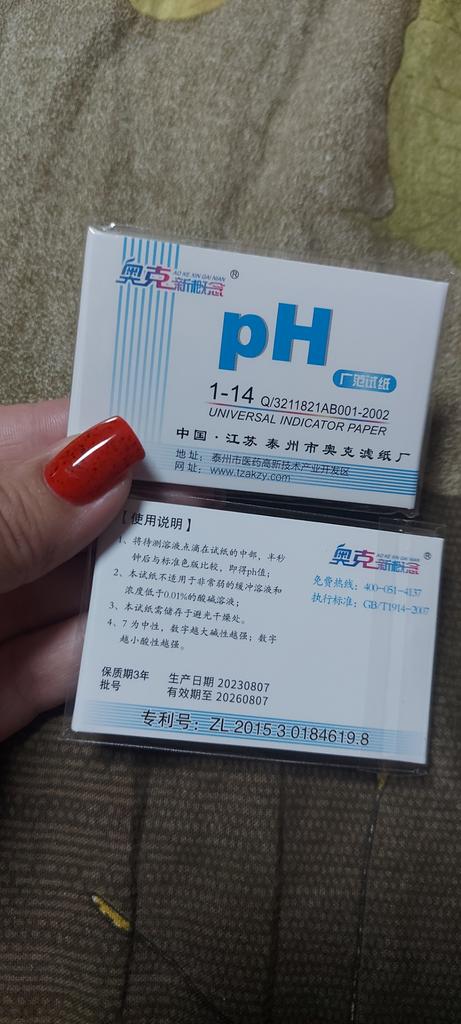 奥克 AO KE XIN GAI NIAN ®
新概念
pH
广范试纸
1-14 Q/3211821AB001-2002
UNIVERSAL INDICATOR PAPER
中国·江苏 泰州市奥克滤纸厂
地址：泰州市医药高新技术产业开发区
网址：www.tzakzy.com
【使用说明】
1、将待测溶液点滴在试纸的中部，半秒
钟后与标准色版比较，即得ph值；
2、本试纸不适用于非常弱的缓冲溶液和
浓度低于0.01%的酸碱溶液；
3、本试纸需储存于避光干燥处。
4、7 为中性，数字越大碱性越强；数字
越小酸性越强。
奥克 AO KE XIN GAI NIAN ®
新概念
免费热线：400-051-4137
执行标准：GB/T1914-2007
保质期3年 生产日期 20230807
批号 有效期至 20260807
专利号：ZL 2015 3 0184619.8